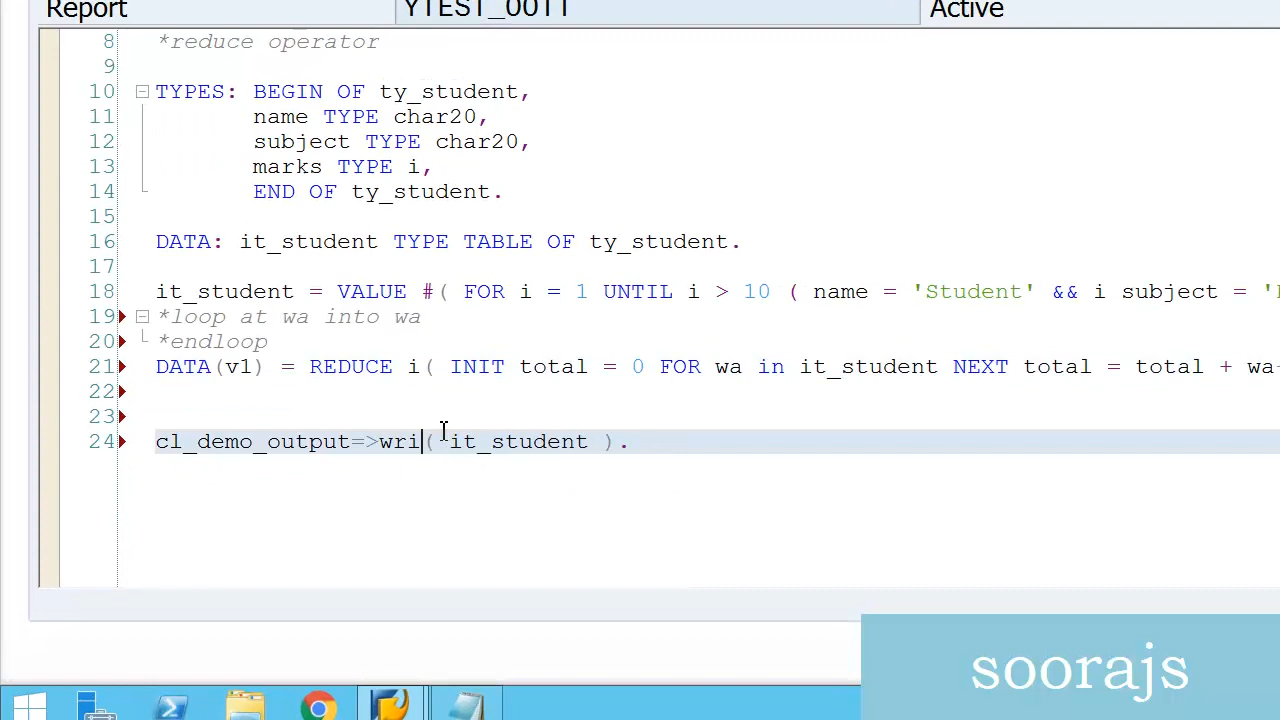 Report YTEST_0011 Active
8 *reduce operator
9
10 TYPES: BEGIN OF ty_student,
11 name TYPE char20,
12 subject TYPE char20,
13 marks TYPE i,
14 END OF ty_student.
15
16 DATA: it_student TYPE TABLE OF ty_student.
17
18 it_student = VALUE #( FOR i = 1 UNTIL i > 10 ( name = 'Student' && i subject = '
19 *loop at wa into wa
20 *endloop
21 DATA(v1) = REDUCE i( INIT total = 0 FOR wa in it_student NEXT total = total + wa-
22
23
24 cl_demo_output=>wri( it_student ).
soorajs